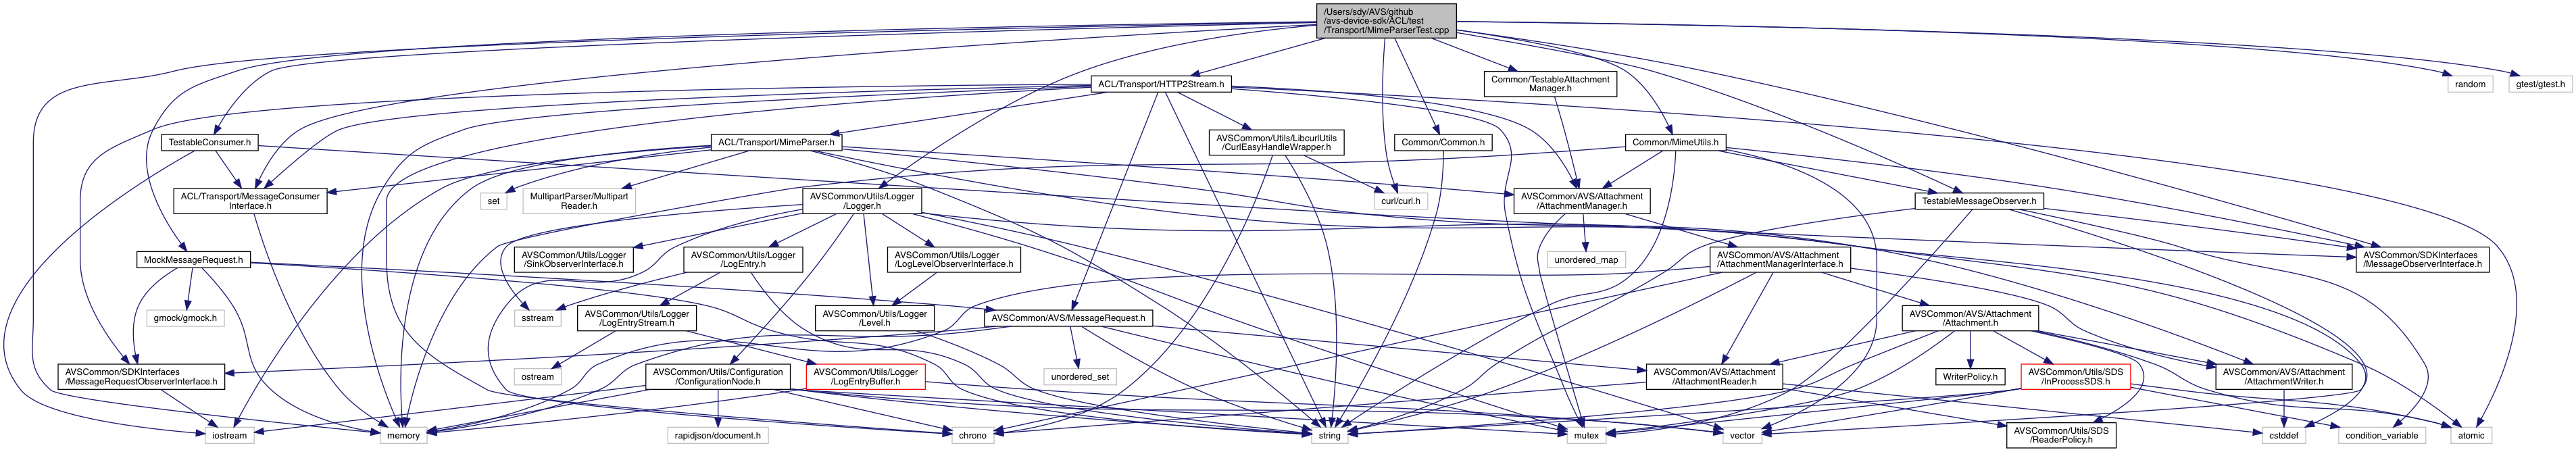 /Users/sdy/AVS/github
/avs-device-sdk/ACL/test
/Transport/MimeParserTest.cpp
ACL/Transport/HTTP2Stream.h
Common/TestableAttachment
Manager.h
random
gtest/gtest.h
TestableConsumer.h
ACL/Transport/MimeParser.h
AVSCommon/Utils/LibcurlUtils
/CurlEasyHandleWrapper.h
Common/Common.h
Common/MimeUtils.h
ACL/Transport/MessageConsumer
Interface.h
set
MultipartParser/Multipart
Reader.h
AVSCommon/Utils/Logger
/Logger.h
curl/curl.h
AVSCommon/AVS/Attachment
/AttachmentManager.h
TestableMessageObserver.h
MockMessageRequest.h
AVSCommon/Utils/Logger
/SinkObserverInterface.h
AVSCommon/Utils/Logger
/LogEntry.h
AVSCommon/Utils/Logger
/LogLevelObserverInterface.h
unordered_map
AVSCommon/AVS/Attachment
/AttachmentManagerInterface.h
AVSCommon/SDKInterfaces
/MessageObserverInterface.h
gmock/gmock.h
sstream
AVSCommon/Utils/Logger
/LogEntryStream.h
AVSCommon/Utils/Logger
/Level.h
AVSCommon/AVS/MessageRequest.h
AVSCommon/AVS/Attachment
/Attachment.h
AVSCommon/SDKInterfaces
/MessageRequestObserverInterface.h
ostream
AVSCommon/Utils/Configuration
/ConfigurationNode.h
AVSCommon/Utils/Logger
/LogEntryBuffer.h
unordered_set
AVSCommon/AVS/Attachment
/AttachmentReader.h
WriterPolicy.h
AVSCommon/Utils/SDS
/InProcessSDS.h
AVSCommon/AVS/Attachment
/AttachmentWriter.h
iostream
memory
rapidjson/document.h
chrono
string
mutex
vector
AVSCommon/Utils/SDS
/ReaderPolicy.h
cstddef
condition_variable
atomic